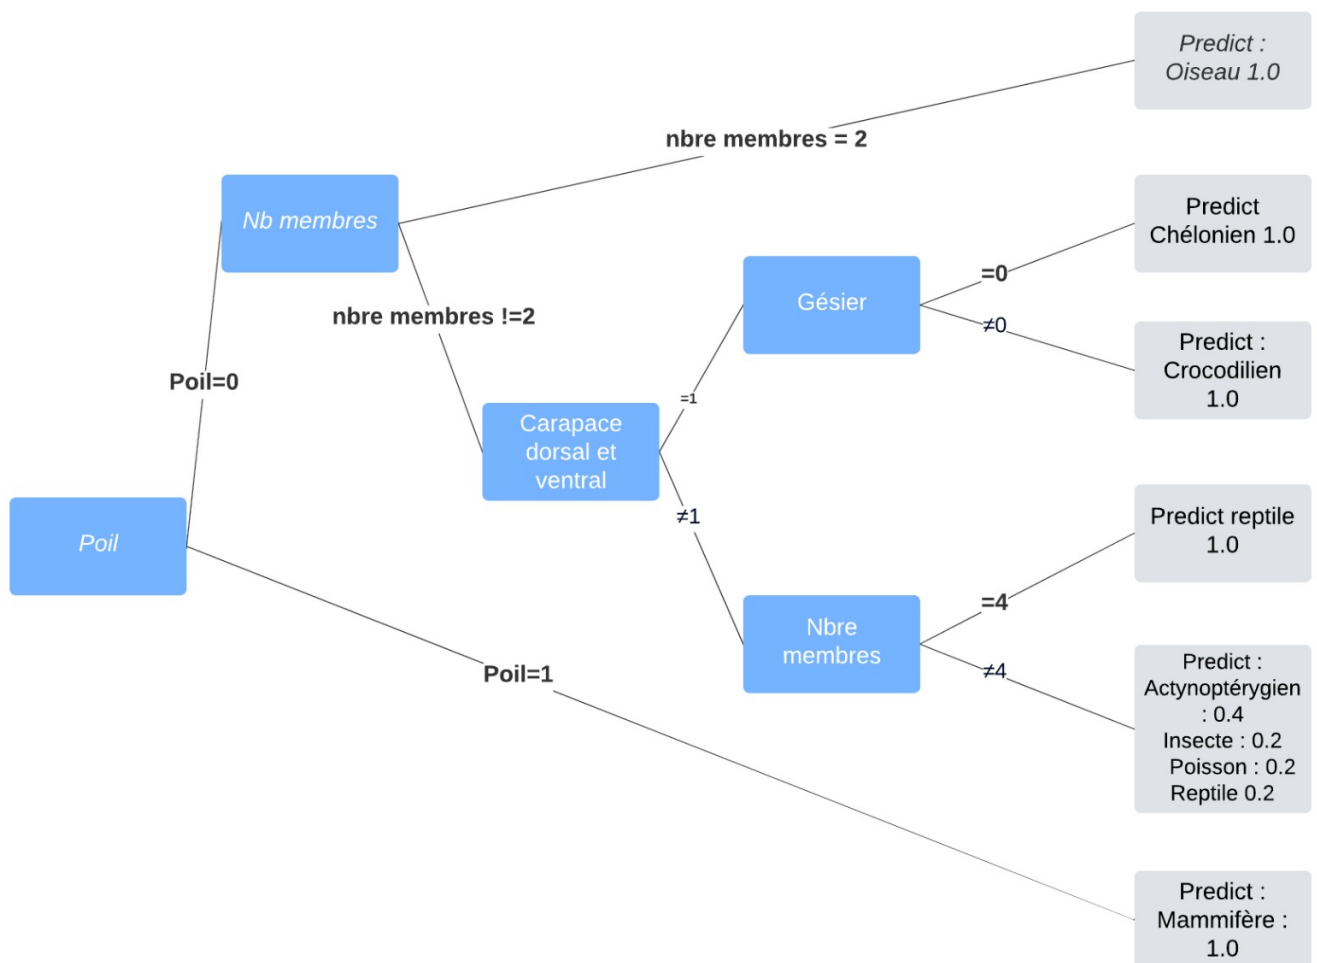 Predict :
Oiseau 1.0
nbre membres = 2
Nb membres
Predict
Chélonien 1.0
Gésier
=0
≠0
nbre membres !=2
Predict :
Crocodilien
1.0
Poil=0
=1
Carapace
dorsal et
ventral
≠1
Predict reptile
1.0
Poil
=4
Nbre
membres
≠4
Poil=1
Predict :
Actynoptérygien
: 0.4
Insecte : 0.2
Poisson : 0.2
Reptile 0.2
Predict :
Mammifère :
1.0